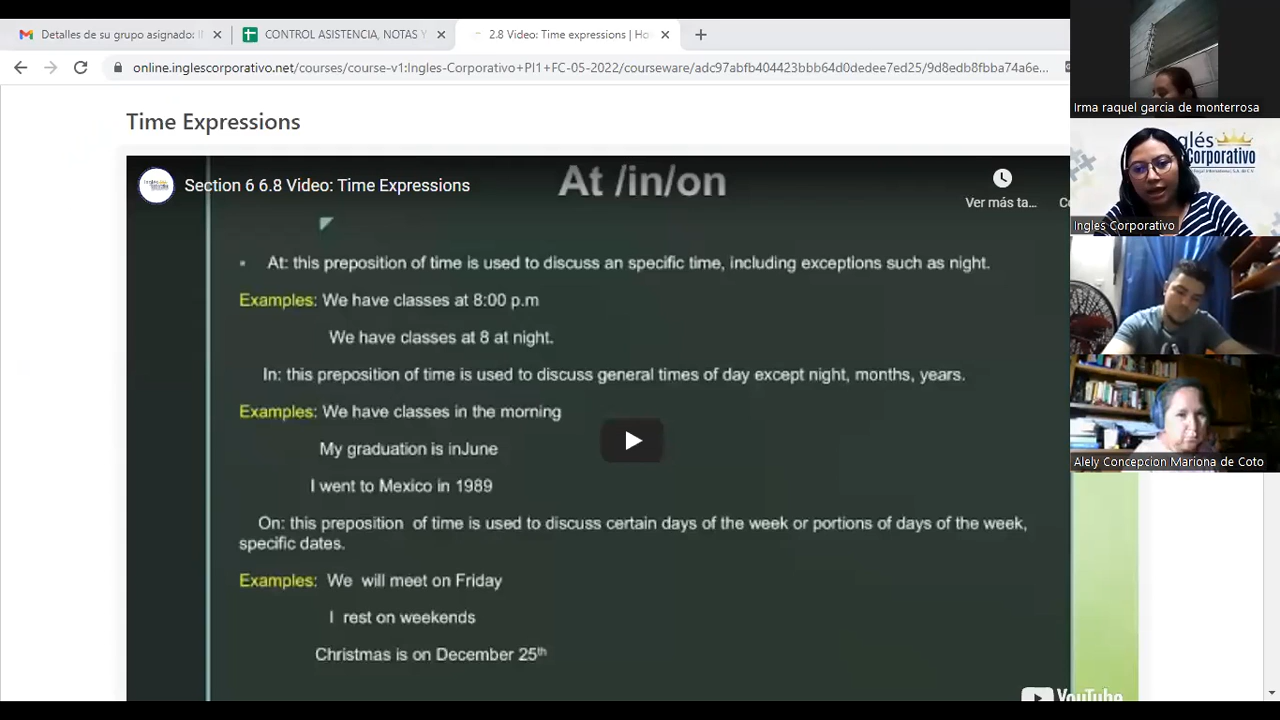 Detalles de su grupo asignado: I
CONTROL ASISTENCIA, NOTAS Y
2.8 Video: Time expressions | Ho
online.inglescorporativo.net/courses/course-v1:Ingles-Corporativo+PI1+FC-05-2022/courseware/adc97abfb404423bbb64d0dedee7ed25/9d8edb8fbba74a6e...
Time Expressions
Section 6 6.8 Video: Time Expressions
At /in/on
Ver más ta...
At: this preposition of time is used to discuss an specific time, including exceptions such as night.
Examples: We have classes at 8:00 p.m
We have classes at 8 at night.
In: this preposition of time is used to discuss general times of day except night, months, years.
Examples: We have classes in the morning
My graduation is inJune
I went to Mexico in 1989
On: this preposition of time is used to discuss certain days of the week or portions of days of the week,
specific dates.
Examples: We will meet on Friday
I rest on weekends
Christmas is on December 25th
YouTube
Irma raquel garcia de monterrosa
glés
Corporativo
Ingles Corporativo
Alely Concepcion Mariona de Coto